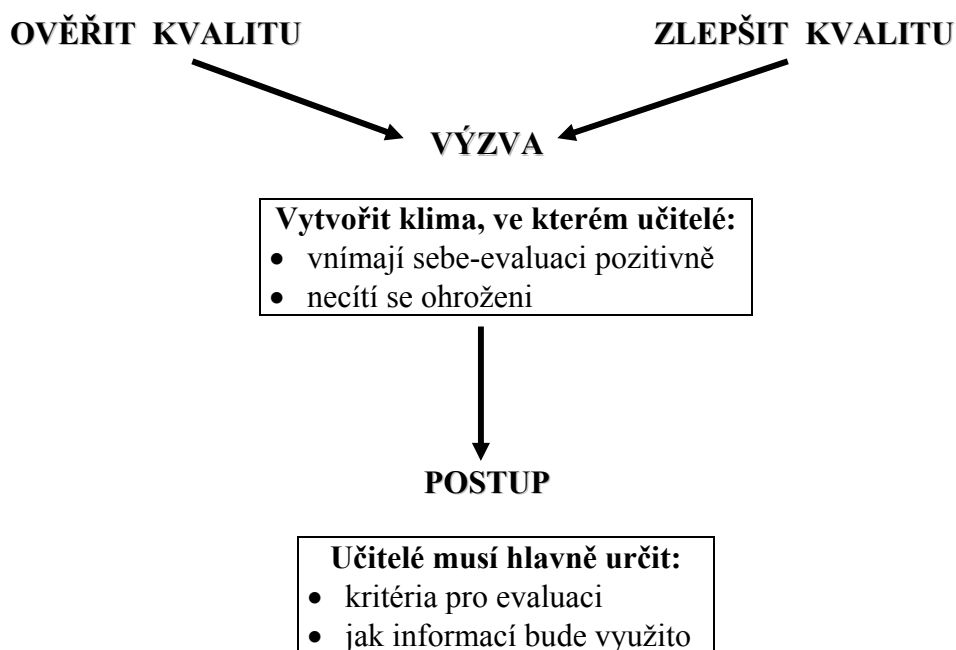 OVĚŘIT KVALITU ZLEPŠIT KVALITU
VÝZVA
Vytvořit klima, ve kterém učitelé:
• vnímají sebe-evaluaci pozitivně
• necítí se ohroženi
POSTUP
Učitelé musí hlavně určit:
• kritéria pro evaluaci
• jak informací bude využito